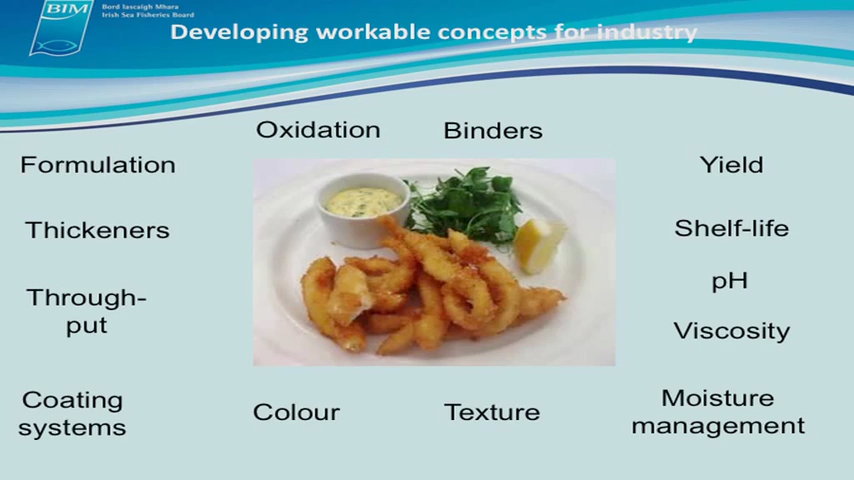 BIM
Bord Iascaigh Mhara
Irish Sea Fisheries Board
Developing workable concepts for industry
Oxidation
Binders
Formulation
Yield
Thickeners
Shelf-life
pH
Through-
put
Viscosity
Coating
systems
Colour
Texture
Moisture
management